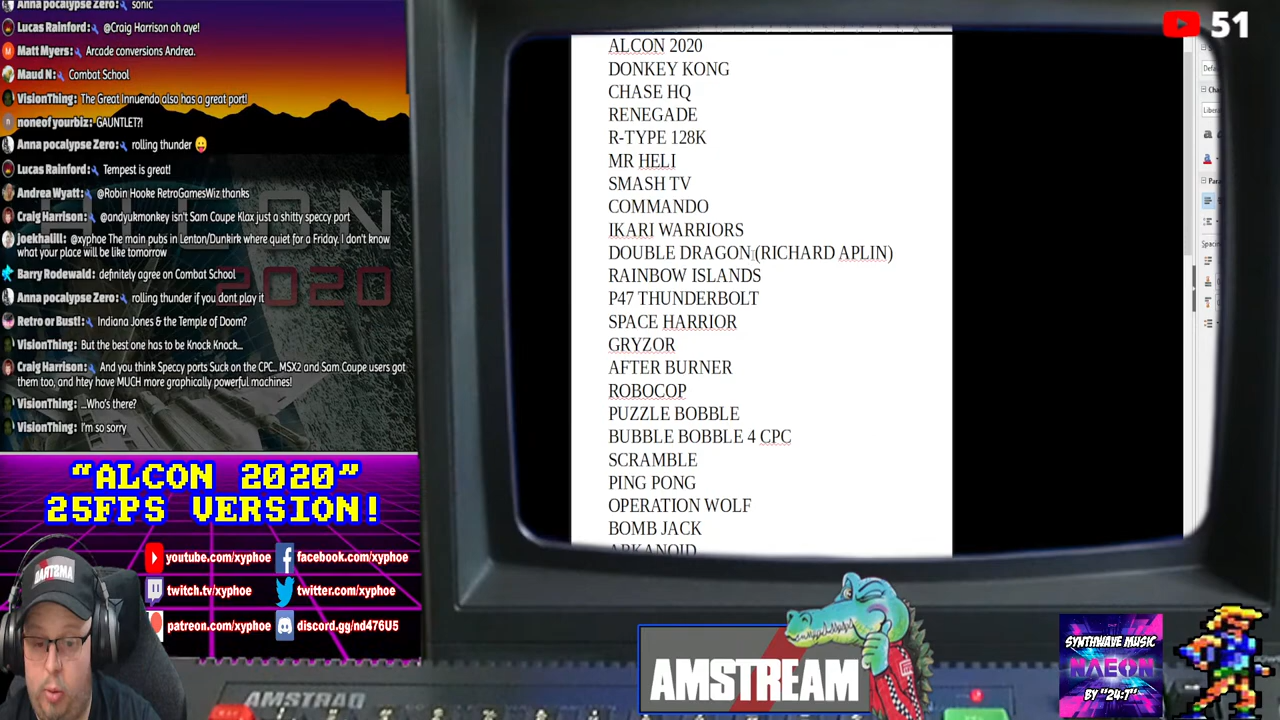 Anna pocalypse Zero: sonic
Lucas Rainford: @Craig Harrison oh aye!
Matt Myers: Arcade conversions Andrea.
Maud N: Combat School
VisionThing: The Great Innuendo also has a great port!
noneofyourbiz: GAUNTLET?!
Anna pocalypse Zero: rolling thunder 😛
Lucas Rainford: Tempest is great!
Andrea Wyatt: @Robin Hooke RetroGamesWiz thanks
Craig Harrison: @andyukmonkey isn't Sam Coupe Klax just a shitty speccy port
joekhalill: @xyphoe The main pubs in Lenton/Dunkirk where quiet for a Friday. I don't know
what your place will be like tomorrow
Barry Rodewald: definitely agree on Combat School
Anna pocalypse Zero: rolling thunder if you dont play it
Retro or Bust!: Indiana Jones & the Temple of Doom?
VisionThing: But the best one has to be Knock Knock...
Craig Harrison: And you think Speccy ports Suck on the CPC.. MSX2 and Sam Coupe users got
them too, and htey have MUCH more graphically powerful machines!
VisionThing: ...Who's there?
VisionThing: I'm so sorry
2020
"ALCON 2020"
25FPS VERSION!
youtube.com/xyphoe
facebook.com/xyphoe
twitch.tv/xyphoe
twitter.com/xyphoe
patreon.com/xyphoe
discord.gg/nd476U5
ALCON 2020
DONKEY KONG
CHASE HQ
RENEGADE
R-TYPE 128K
MR HELI
SMASH TV
COMMANDO
IKARI WARRIORS
DOUBLE DRAGON (RICHARD APLIN)
RAINBOW ISLANDS
P47 THUNDERBOLT
SPACE HARRIOR
GRYZOR
AFTER BURNER
ROBOCOP
PUZZLE BOBBLE
BUBBLE BOBBLE 4 CPC
SCRAMBLE
PING PONG
OPERATION WOLF
BOMB JACK
ARKANOID
51
AMSTRAD
AMSTREAM
SYNTHWAVE MUSIC
NAEON
BY "24:7"